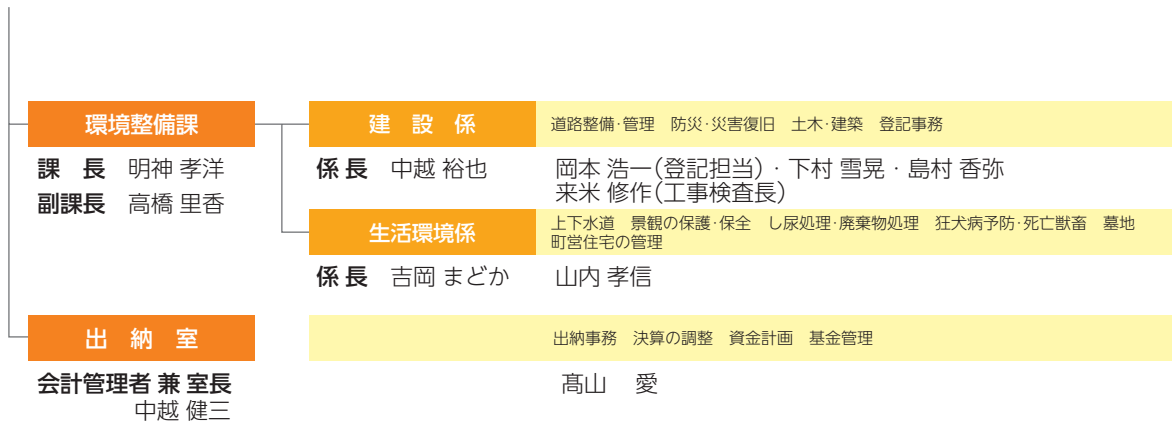 環境整備課
課　長　明神 孝洋
副課長　高橋 里香
建　設　係
道路整備・管理　防災・災害復旧　土木・建築　登記事務
係 長　中越 裕也
岡本 浩一(登記担当)・下村 雪晃・島村 香弥
来米 修作(工事検査長)
生活環境係
上下水道　景観の保護・保全　し尿処理・廃棄物処理　狂犬病予防・死亡獣畜　墓地
町営住宅の管理
係 長　吉岡 まどか
山内 孝信
出　納　室
出納事務　決算の調整　資金計画　基金管理
会計管理者 兼 室長
中越 健三
髙山　愛